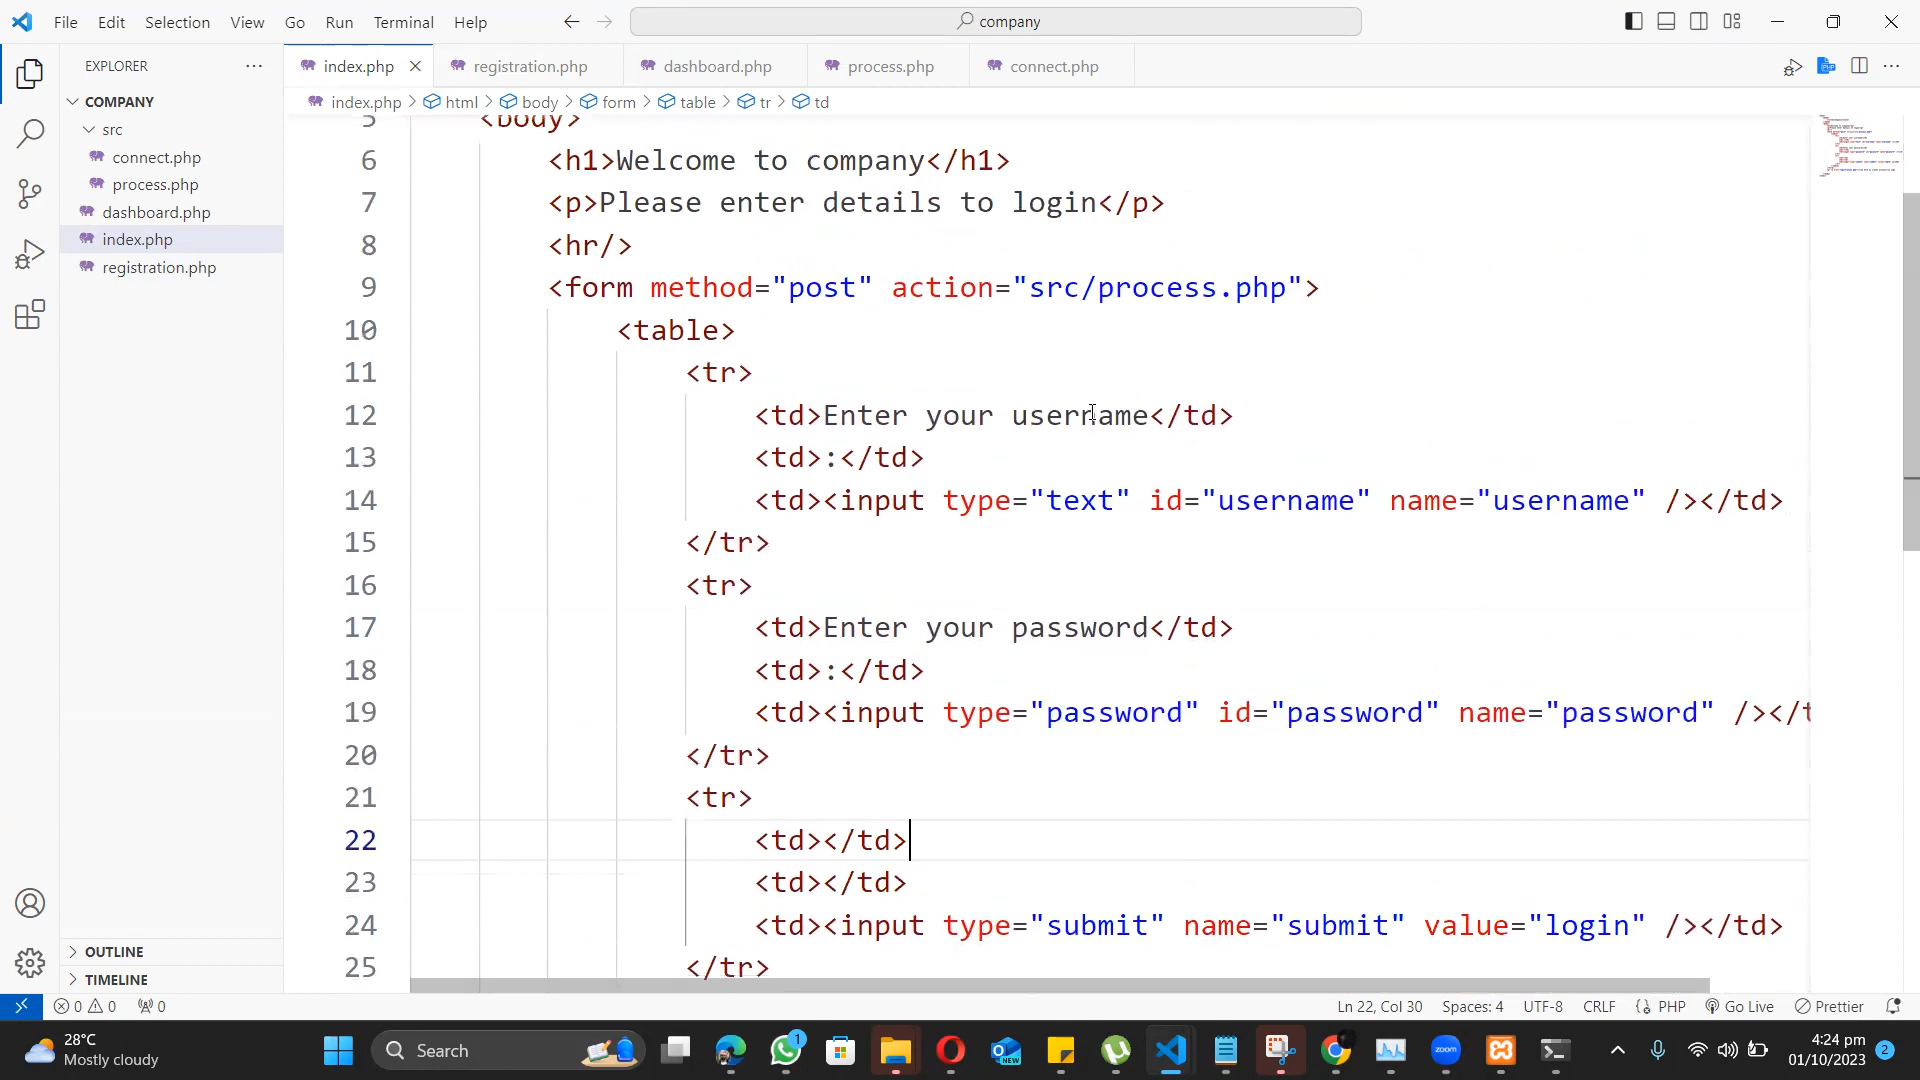 File Edit Selection View Go Run Terminal Help
company
EXPLORER
COMPANY
src
connect.php
process.php
dashboard.php
index.php
registration.php
OUTLINE
TIMELINE
index.php registration.php dashboard.php process.php connect.php
index.php > html > body > form > table > tr > td
5 <body>
6 <h1>Welcome to company</h1>
7 <p>Please enter details to login</p>
8 <hr/>
9 <form method="post" action="src/process.php">
10 <table>
11 <tr>
12 <td>Enter your username</td>
13 <td>:</td>
14 <td><input type="text" id="username" name="username" /></td>
15 </tr>
16 <tr>
17 <td>Enter your password</td>
18 <td>:</td>
19 <td><input type="password" id="password" name="password" /></t
20 </tr>
21 <tr>
22 <td></td>
23 <td></td>
24 <td><input type="submit" name="submit" value="login" /></td>
25 </tr>
0 0 0 Ln 22, Col 30 Spaces: 4 UTF-8 CRLF PHP Go Live Prettier
28°C
Mostly cloudy
Search
1
NEW
zoom
4:24 pm
01/10/2023
2